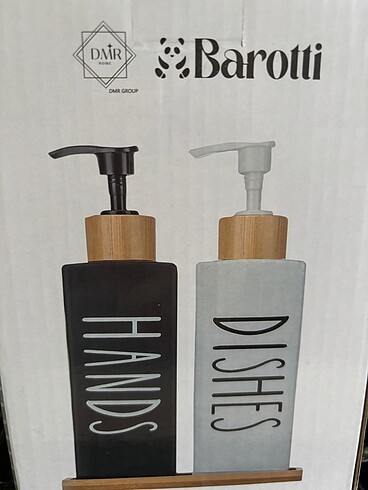 DMR
HOME
DMR GROUP
Barotti
HANDS
DISHES